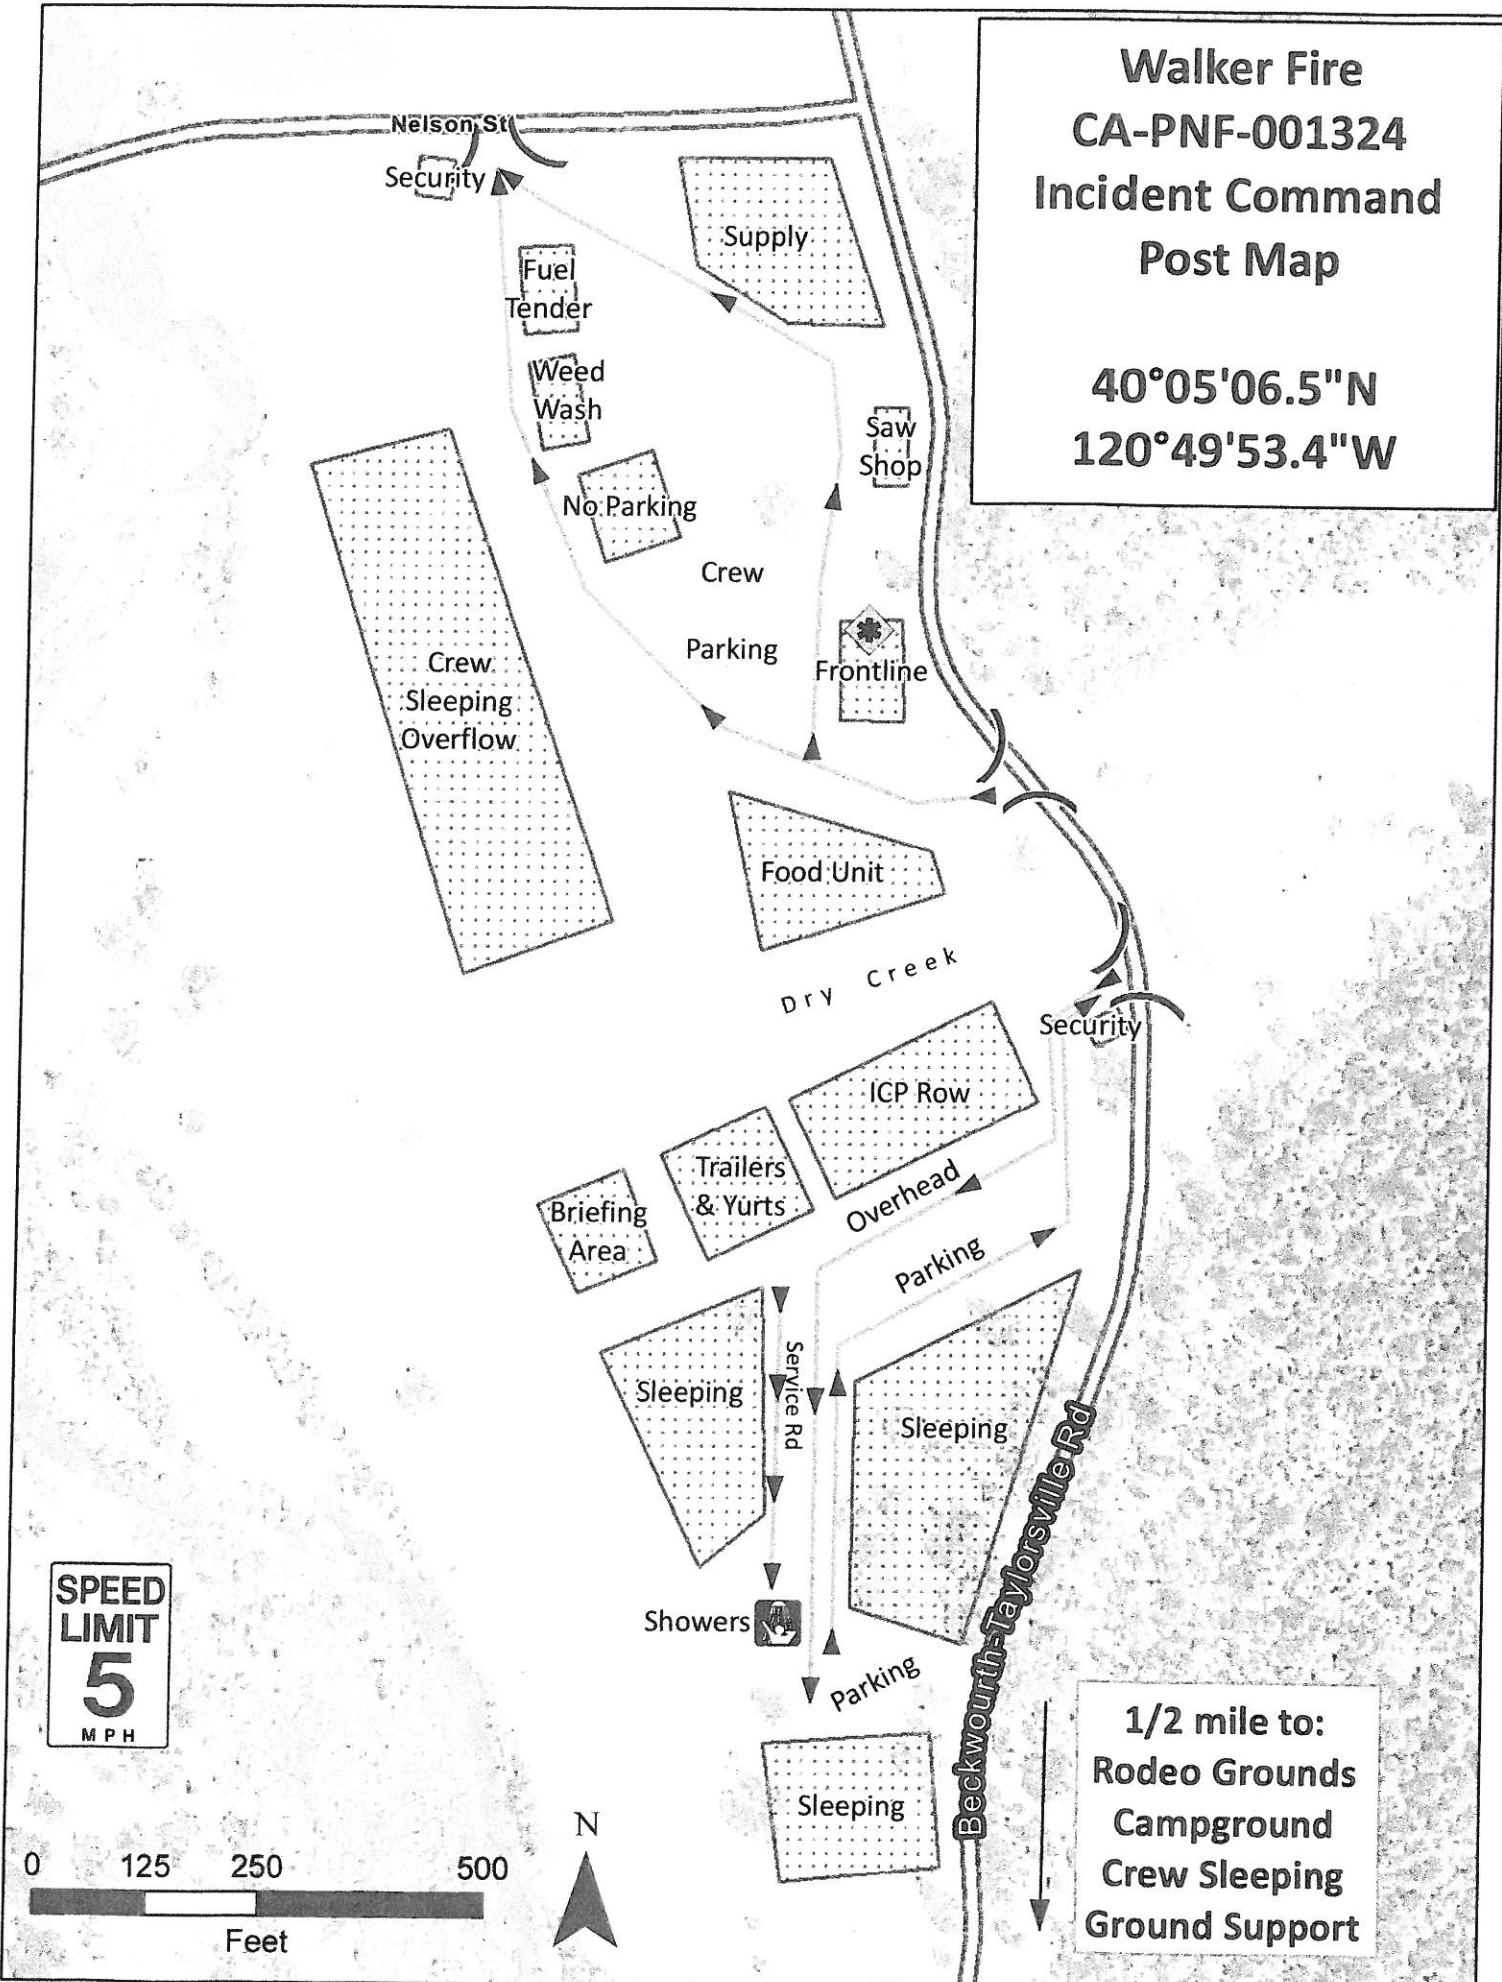 Walker Fire
CA-PNF-001324
Incident Command
Post Map
40°05'06.5"N
120°49'53.4"W
Nelson St
Security
Supply
Fuel
Tender
Weed
Wash
Saw
Shop
No Parking
Crew
Parking
Frontline
Crew
Sleeping
Overflow
Food Unit
Dry Creek
Security
ICP Row
Trailers
& Yurts
Briefing
Area
Overhead
Parking
Service Rd
Sleeping
Sleeping
Beckwourth-Taylorsville Rd
Showers
Parking
Sleeping
SPEED
LIMIT
5
MPH
1/2 mile to:
Rodeo Grounds
Campground
Crew Sleeping
Ground Support
N
0 125 250 500
Feet